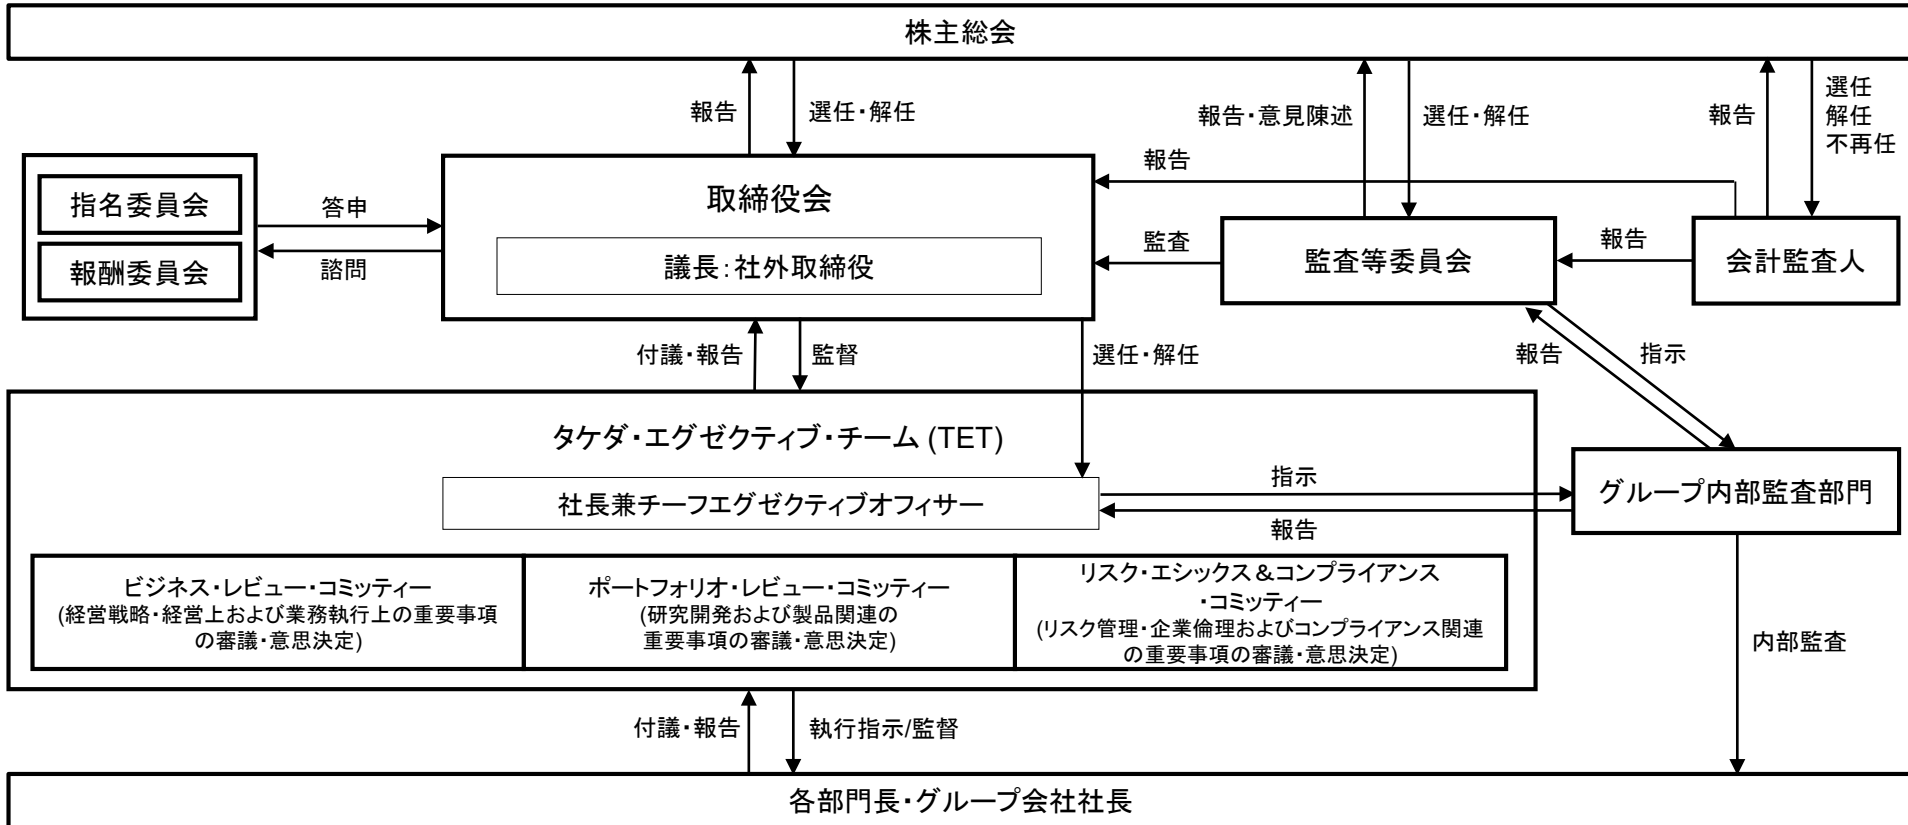 株主総会
報告
選任・解任
報告・意見陳述
選任・解任
報告
選任
解任
不再任
指名委員会
報酬委員会
答申
諮問
取締役会
議長:社外取締役
報告
監査
監査等委員会
報告
会計監査人
付議・報告
監督
選任・解任
報告
指示
タケダ・エグゼクティブ・チーム (TET)
社長兼チーフエグゼクティブオフィサー
指示
報告
グループ内部監査部門
ビジネス・レビュー・コミッティー
(経営戦略・経営上および業務執行上の重要事項
の審議・意思決定)
ポートフォリオ・レビュー・コミッティー
(研究開発および製品関連の
重要事項の審議・意思決定)
リスク・エシックス&コンプライアンス
・コミッティー
(リスク管理・企業倫理およびコンプライアンス関連
の重要事項の審議・意思決定)
内部監査
付議・報告
執行指示/監督
各部門長・グループ会社社長